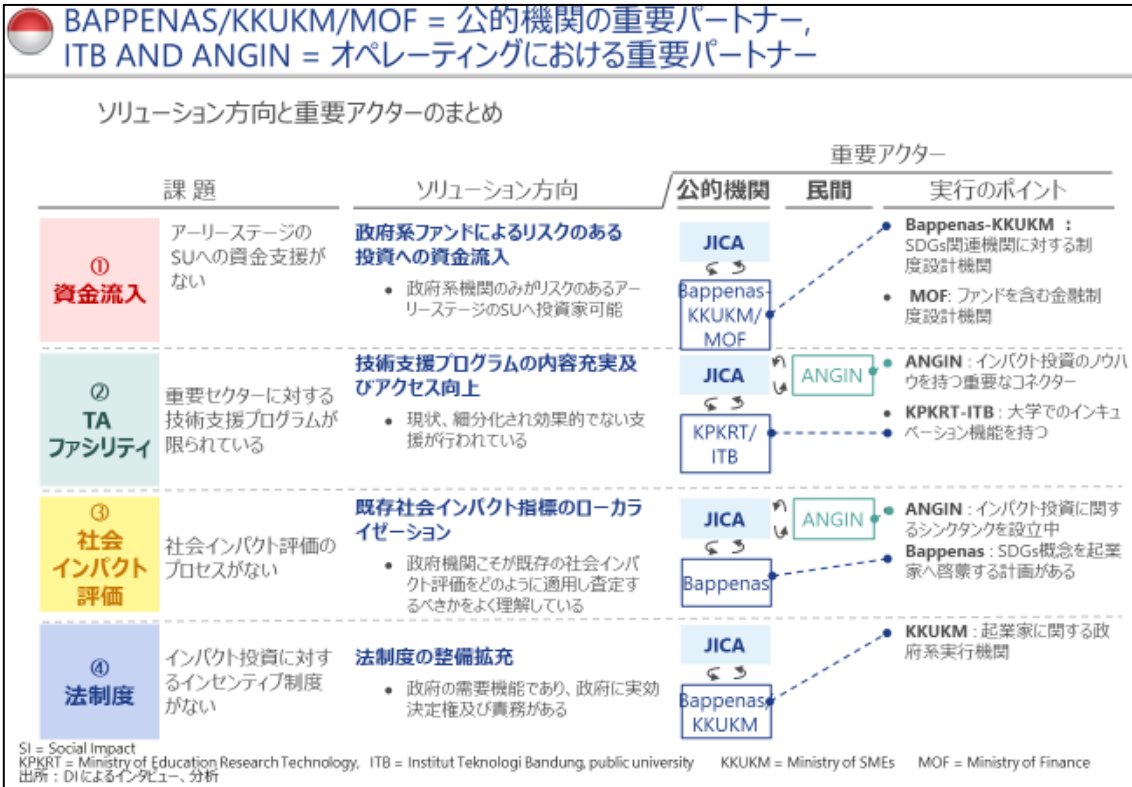 BAPPENAS/KKUKM/MOF = 公的機関の重要パートナー,
ITB AND ANGIN = オペレーティングにおける重要パートナー
ソリューション方向と重要アクターのまとめ
重要アクター
課題
ソリューション方向
公的機関
民間
実行のポイント
①
資金流入
アーリーステージの
SUへの資金支援が
ない
政府系ファンドによるリスクのある
投資への資金流入
• 政府系機関のみがリスクのあるアー
リーステージのSUへ投資家可能
JICA
Bappenas-
KKUKM/
MOF
• Bappenas-KKUKM :
SDGs関連機関に対する制
度設計機関
• MOF: ファンドを含む金融制
度設計機関
②
TA
ファシリティ
重要セクターに対する
技術支援プログラムが
限られている
技術支援プログラムの内容充実及
びアクセス向上
• 現状、細分化され効果的でない支
援が行われている
JICA
ANGIN
KPKRT/
ITB
• ANGIN : インパクト投資のノウハ
ウを持つ重要なコネクター
• KPKRT-ITB : 大学でのインキュ
ベーション機能を持つ
③
社会
インパクト
評価
社会インパクト評価の
プロセスがない
既存社会インパクト指標のローカラ
イゼーション
• 政府機関こそが既存の社会インパ
クト評価をどのように適用し査定す
るべきかをよく理解している
JICA
ANGIN
Bappenas
ANGIN : インパクト投資に関す
るシンクタンクを設立中
Bappenas : SDGs概念を起業
家へ啓蒙する計画がある
④
法制度
インパクト投資に対す
るインセンティブ制度
がない
法制度の整備拡充
• 政府の需要機能であり、政府に実効
決定権及び責務がある
JICA
Bappenas/
KKUKM
• KKUKM : 起業家に関する政
府系実行機関
SI = Social Impact
KPKRT = Ministry of Education Research Technology, ITB = Institut Teknologi Bandung, public university KKUKM = Ministry of SMEs MOF = Ministry of Finance
出所：DIによるインタビュー、分析